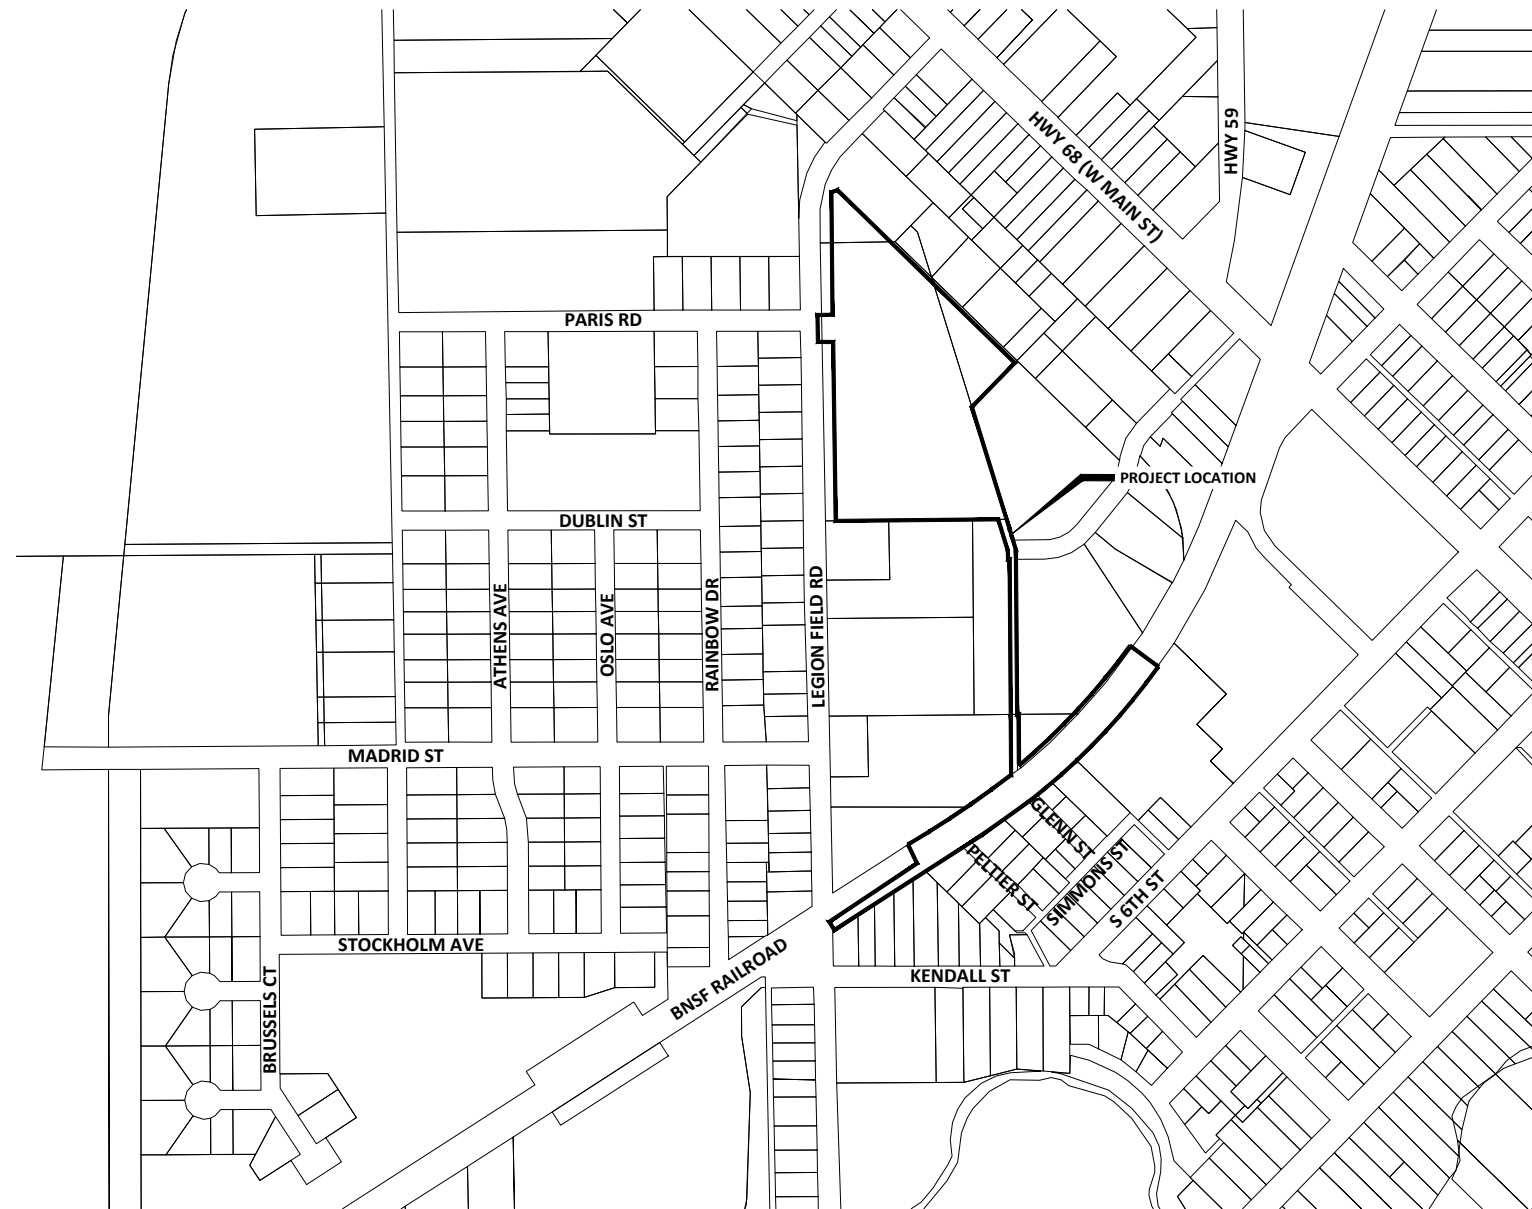 HWY 59
HWY 68 (W MAIN ST)
PARIS RD
PROJECT LOCATION
DUBLIN ST
ATHENS AVE
OSLO AVE
RAINBOW DR
LEGION FIELD RD
MADRID ST
GLENN ST
PELTIER ST
SIMMONS ST
S 6TH ST
STOCKHOLM AVE
BRUSSELS CT
BNSF RAILROAD
KENDALL ST